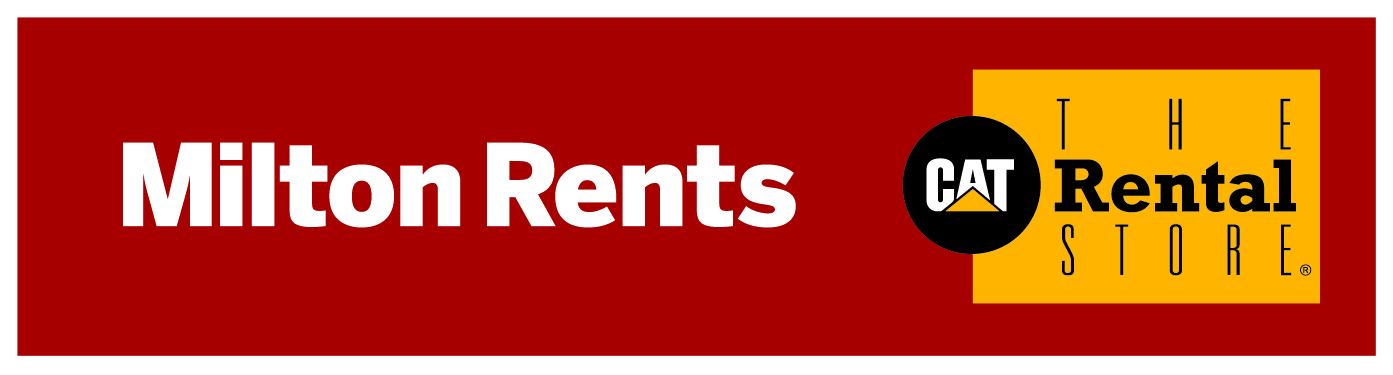 Milton Rents
CAT
THE
Rental
STORE®